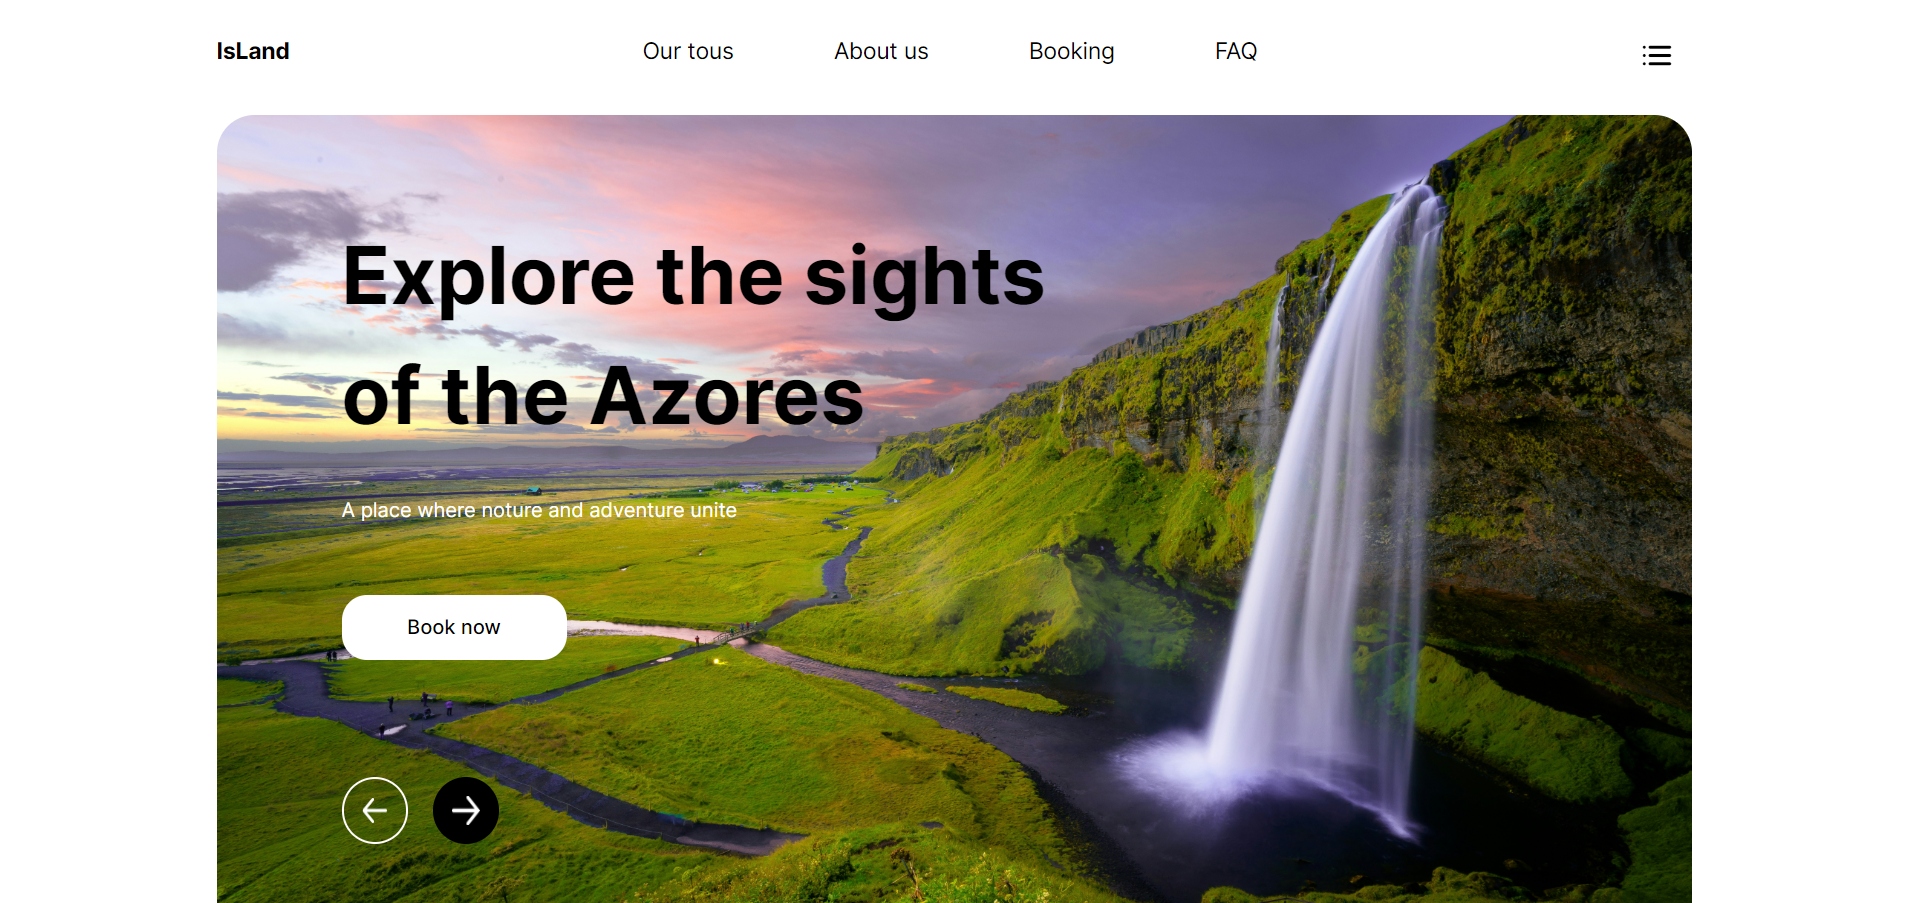 IsLand
Our tous
About us
Booking
FAQ
Explore the sights
of the Azores
A place where noture and adventure unite
Book now